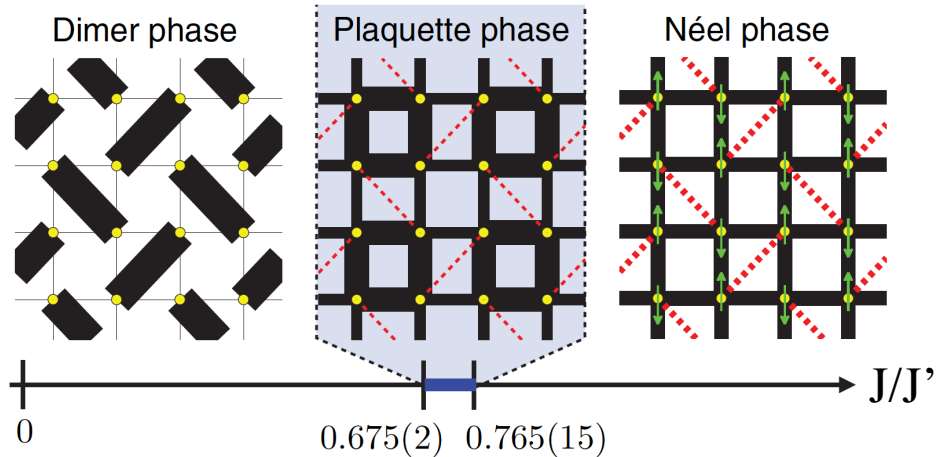 Dimer phase
Plaquette phase
Néel phase
J/J'
0
0.675(2)
0.765(15)